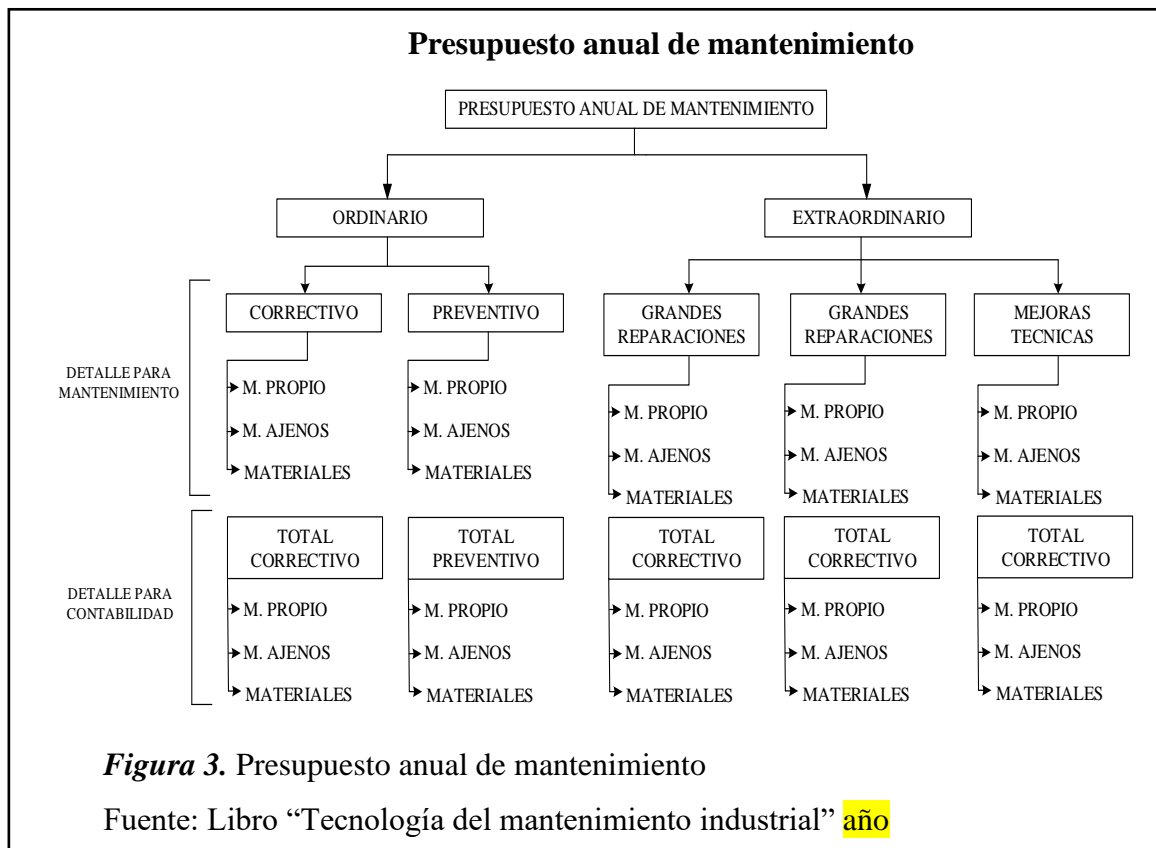 Presupuesto anual de mantenimiento
PRESUPUESTO ANUAL DE MANTENIMIENTO
ORDINARIO
EXTRAORDINARIO
DETALLE PARA
MANTENIMIENTO
CORRECTIVO
M. PROPIO
M. AJENOS
MATERIALES
PREVENTIVO
M. PROPIO
M. AJENOS
MATERIALES
GRANDES
REPARACIONES
M. PROPIO
M. AJENOS
MATERIALES
GRANDES
REPARACIONES
M. PROPIO
M. AJENOS
MATERIALES
MEJORAS
TECNICAS
M. PROPIO
M. AJENOS
MATERIALES
DETALLE PARA
CONTABILIDAD
TOTAL
CORRECTIVO
M. PROPIO
M. AJENOS
MATERIALES
TOTAL
PREVENTIVO
M. PROPIO
M. AJENOS
MATERIALES
TOTAL
CORRECTIVO
M. PROPIO
M. AJENOS
MATERIALES
TOTAL
CORRECTIVO
M. PROPIO
M. AJENOS
MATERIALES
TOTAL
CORRECTIVO
M. PROPIO
M. AJENOS
MATERIALES
Figura 3. Presupuesto anual de mantenimiento
Fuente: Libro “Tecnología del mantenimiento industrial” año